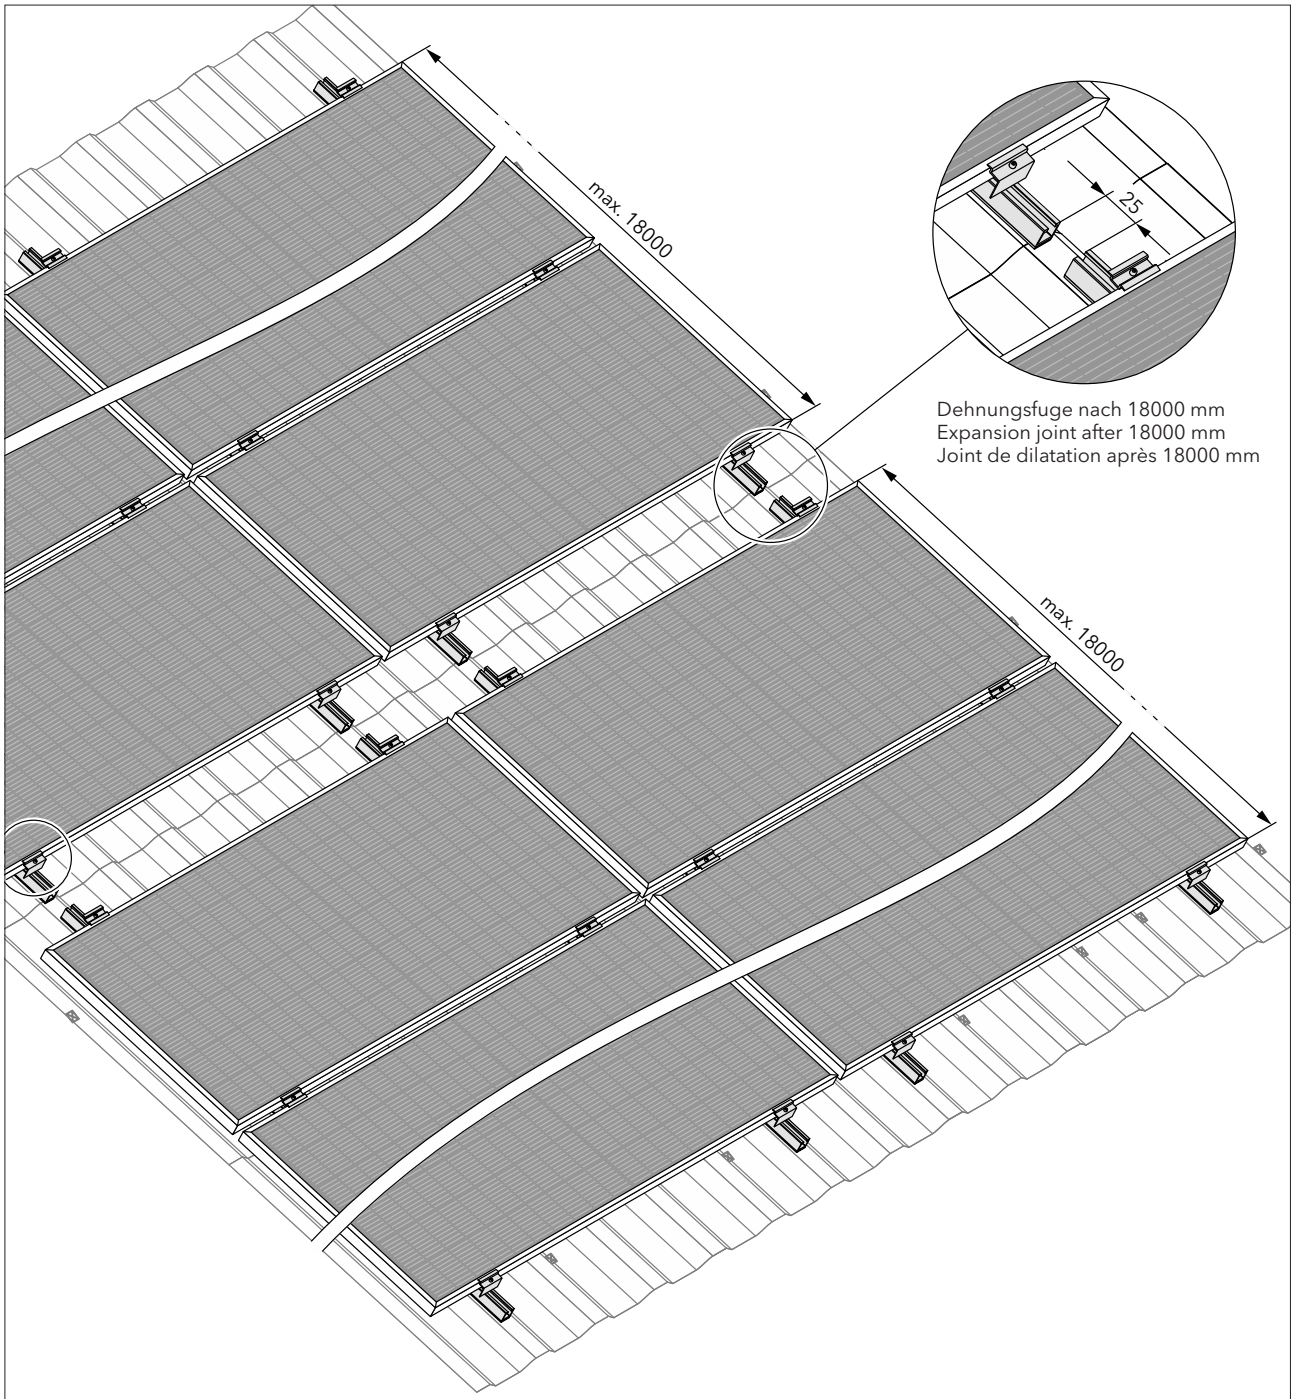 max. 18000
25
Dehnungsfuge nach 18000 mm
Expansion joint after 18000 mm
Joint de dilatation après 18000 mm
max. 18000